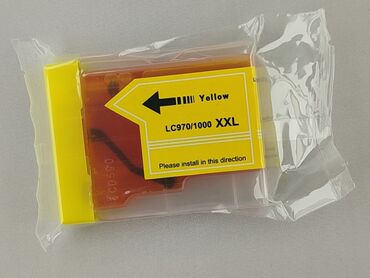 Yellow
LC970/1000 XXL
Please install in this direction